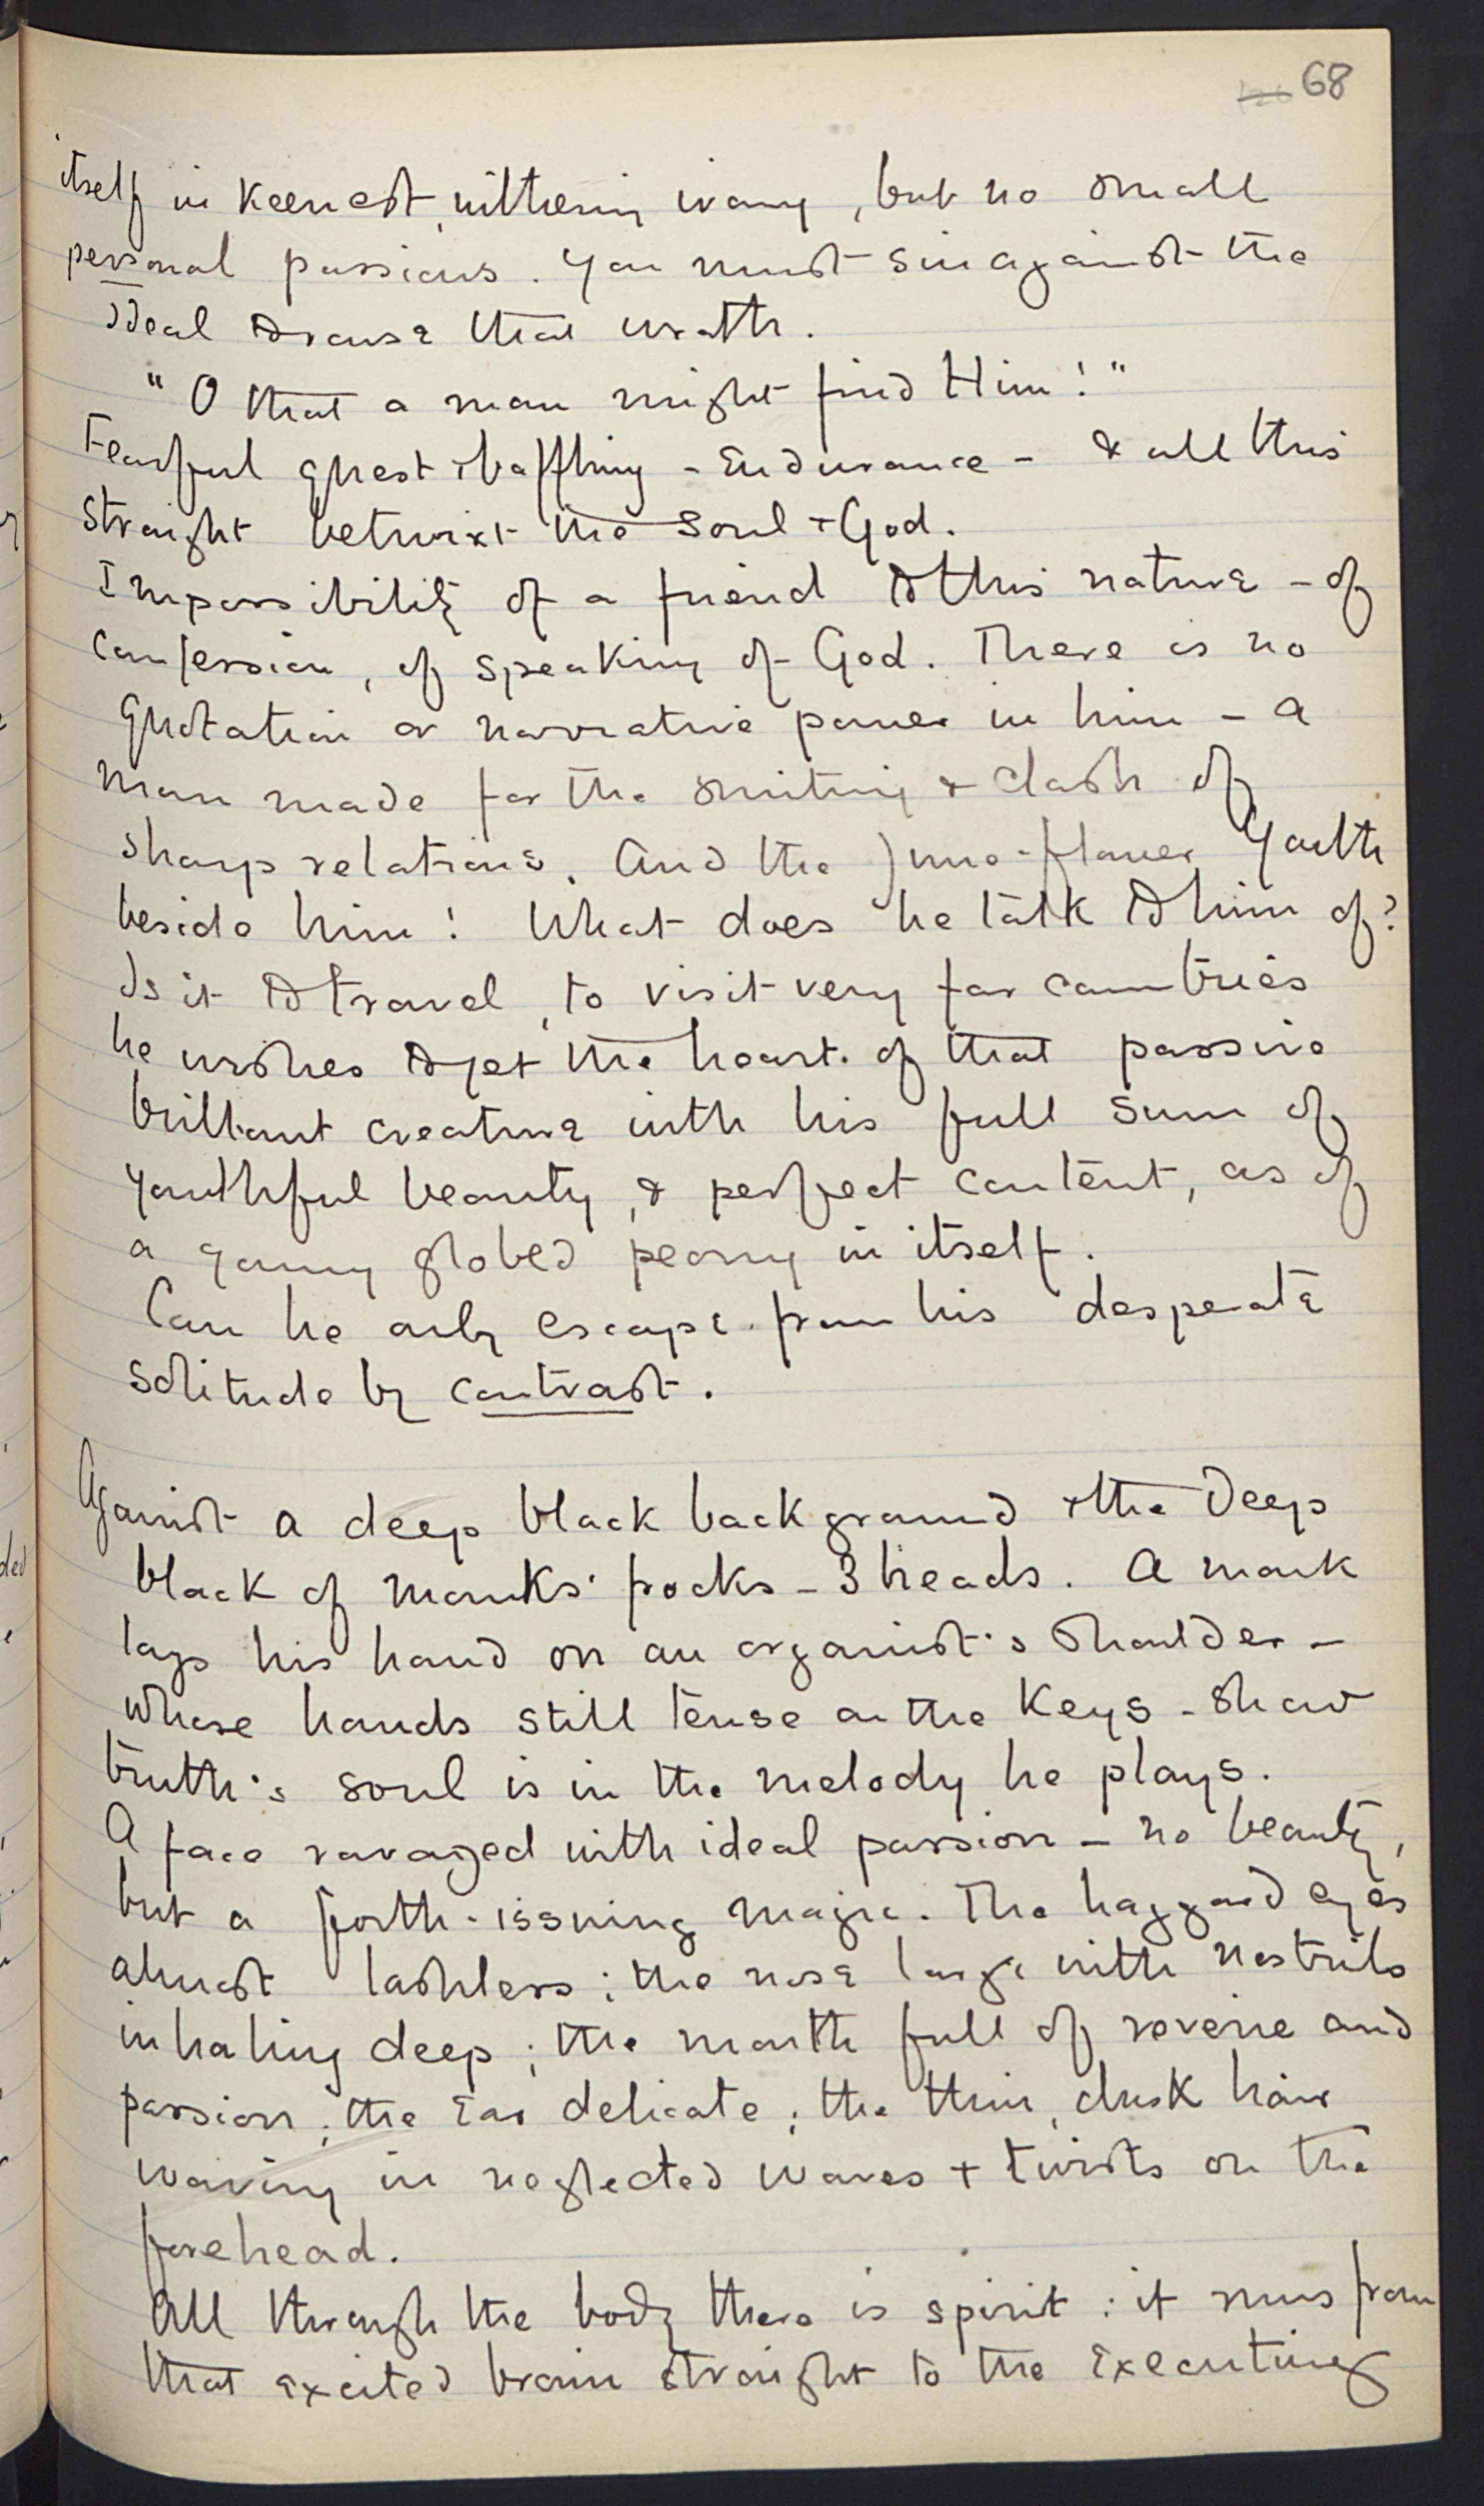 68
itself in keenest, withering irony, but no small
personal passions. You must sin against the
ideal to rouse that wrath.
"O that a man might find Him!"
Fearful quest & baffling - Endurance - & all this
straight betwixt the soul & God.
Impossibility of a friend to this nature - of
confession, of speaking of God. There is no
quotation or narrative power in him - a
man made for the smiting & clash of
sharp relations. And the June-flower Youth
beside him! What does he talk to him of?
Is it to travel, to visit very far countries
he wishes to get the heart of that passive
brilliant creature with his full sum of
youthful beauty, & perfect content, as of
a young globed peony in itself.
Can he only escape from his desperate
solitude by contrast.
Against a deep black background & the deep
black of monks' frocks - 3 heads. A monk
lays his hand on an organist's shoulder -
whose hands still tense on the keys - show
truth's soul is in the melody he plays.
A face ravaged with ideal passion - no beauty,
but a forth-issuing magic. The haggard eyes
almost lashless; the nose large with nostrils
inhaling deep; the mouth full of reverie and
passion; the ear delicate; the thin, dusk hair
waving in neglected waves & twists on the
forehead.
All through the body there is spirit: it runs from
that excited brain straight to the executing